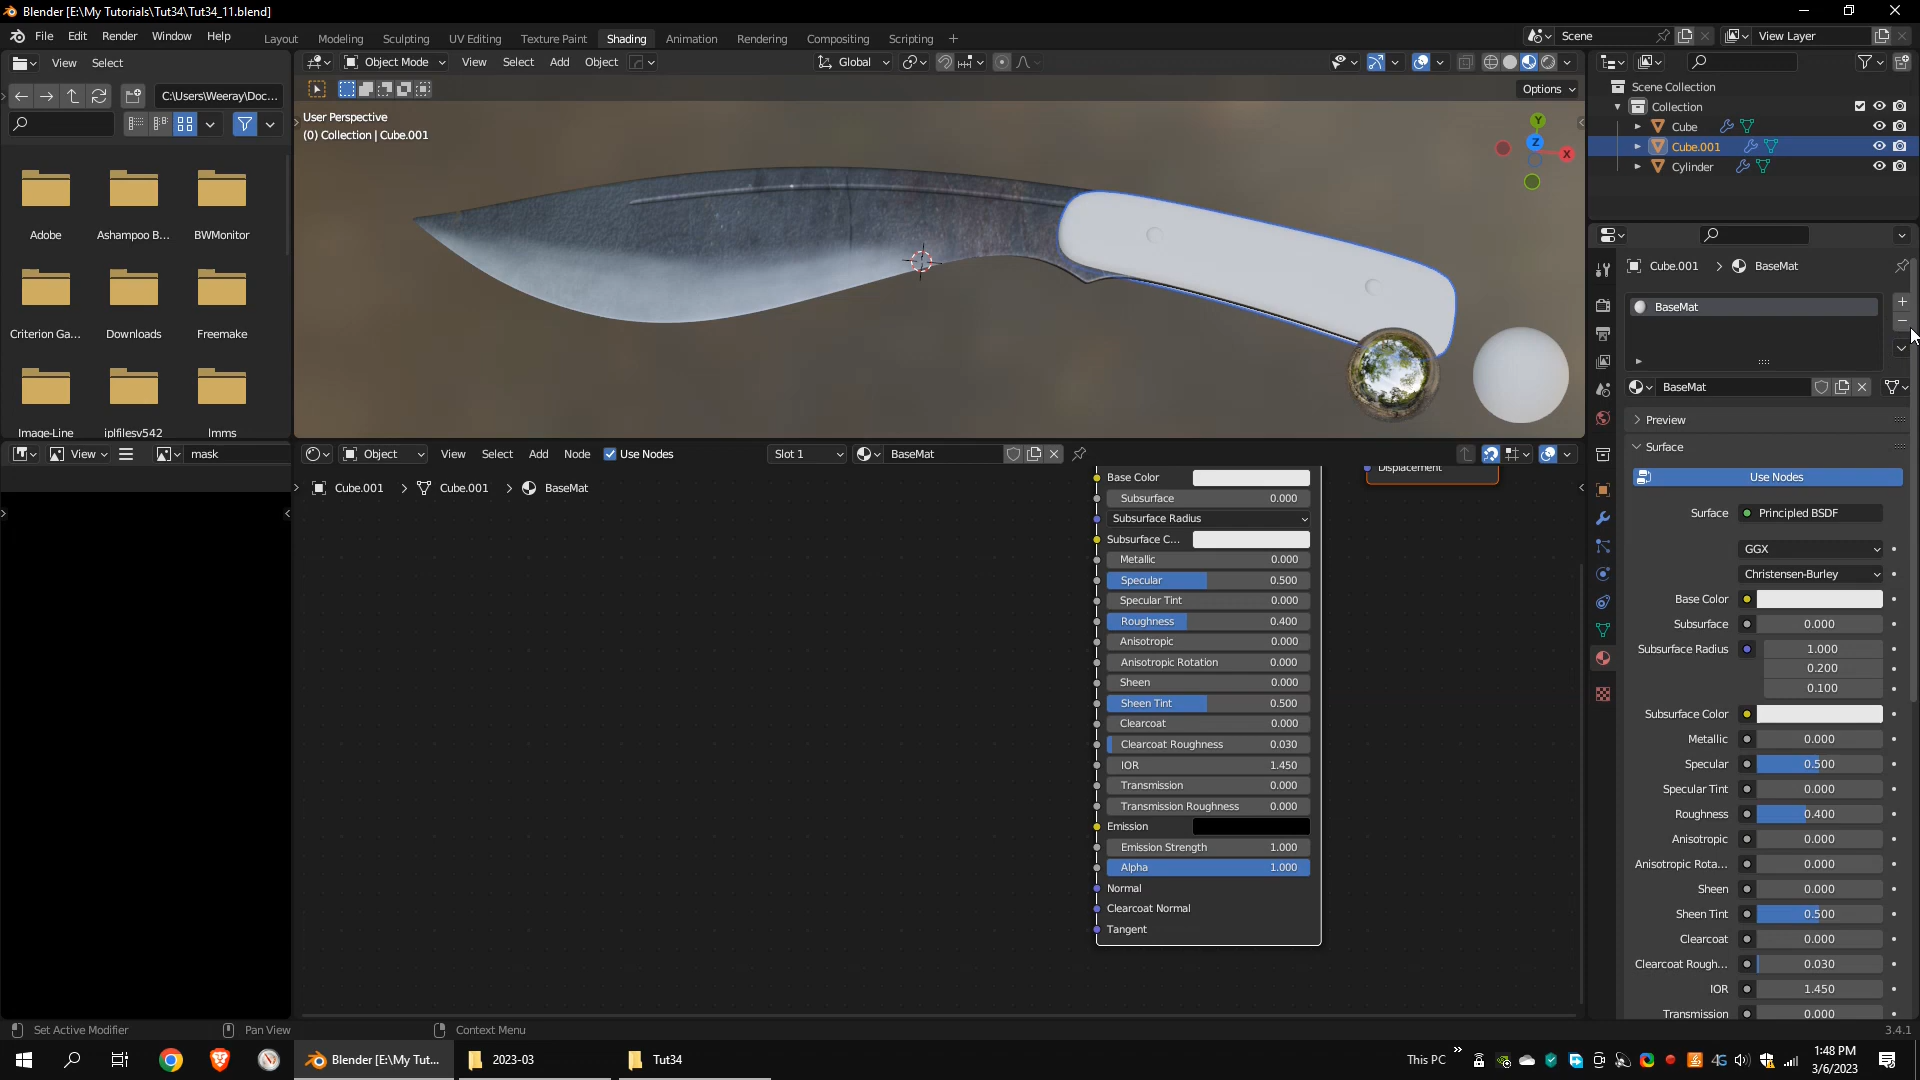 Blender [E:\My Tutorials\Tut34\Tut34_11.blend]
File Edit Render Window Help
Layout Modeling Sculpting UV Editing Texture Paint Shading Animation Rendering Compositing Scripting +
Scene
View Layer
View Select
C:\Users\Weeray\Doc...
Adobe
Ashampoo B...
BWMonitor
Criterion Ga...
Downloads
Freemake
Image-Line
iplfilesv542
lmms
View
mask
Object Mode View Select Add Object
Global
Options
User Perspective
(0) Collection | Cube.001
Y
Z
X
Object View Select Add Node Use Nodes
Slot 1
BaseMat
Cube.001 > Cube.001 > BaseMat
Displacement
Base Color
Subsurface 0.000
Subsurface Radius
Subsurface C...
Metallic 0.000
Specular 0.500
Specular Tint 0.000
Roughness 0.400
Anisotropic 0.000
Anisotropic Rotation 0.000
Sheen 0.000
Sheen Tint 0.500
Clearcoat 0.000
Clearcoat Roughness 0.030
IOR 1.450
Transmission 0.000
Transmission Roughness 0.000
Emission
Emission Strength 1.000
Alpha 1.000
Normal
Clearcoat Normal
Tangent
Scene Collection
Collection
Cube
Cube.001
Cylinder
Cube.001 > BaseMat
BaseMat
BaseMat
Preview
Surface
Use Nodes
Surface Principled BSDF
GGX
Christensen-Burley
Base Color
Subsurface 0.000
Subsurface Radius 1.000
0.200
0.100
Subsurface Color
Metallic 0.000
Specular 0.500
Specular Tint 0.000
Roughness 0.400
Anisotropic 0.000
Anisotropic Rota... 0.000
Sheen 0.000
Sheen Tint 0.500
Clearcoat 0.000
Clearcoat Rough... 0.030
IOR 1.450
Transmission 0.000
Set Active Modifier
Pan View
Context Menu
3.4.1
Blender [E:\My Tut...
2023-03
Tut34
This PC
4G
1:48 PM
3/6/2023